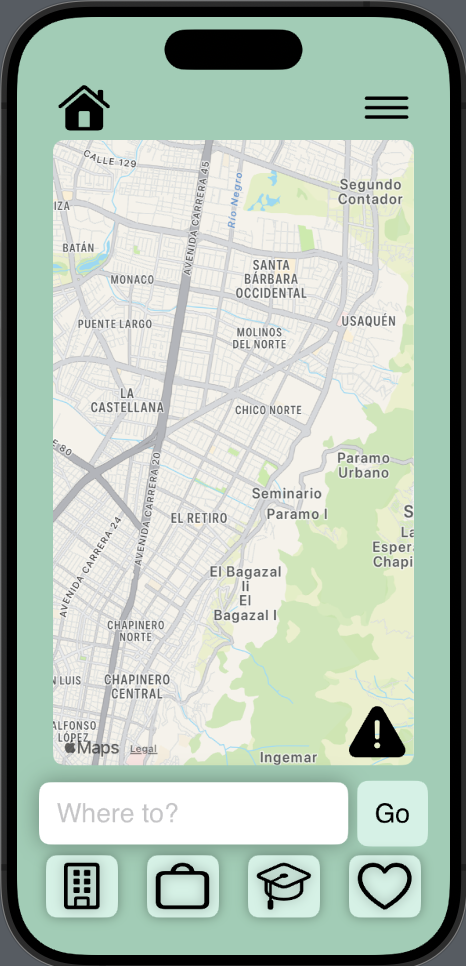 CALLE 129
AVENIDA CARRERA 45
Río Negro
Segundo
Contador
IZA
BATÁN
MONACO
SANTA
BÁRBARA
OCCIDENTAL
PUENTE LARGO
MOLINOS
DEL NORTE
USAQUÉN
LA
CASTELLANA
CHICO NORTE
E 80
AVENIDA CARRERA 20
Paramo
Urbano
Seminario
Paramo I
EL RETIRO
S
La
Esper
Chapi
AVENIDA CARRERA 24
El Bagazal
Ii
El
Bagazal I
CHAPINERO
NORTE
N LUIS
CHAPINERO
CENTRAL
ALFONSO
LÓPEZ
Maps
Legal
Ingemar
Where to?
Go